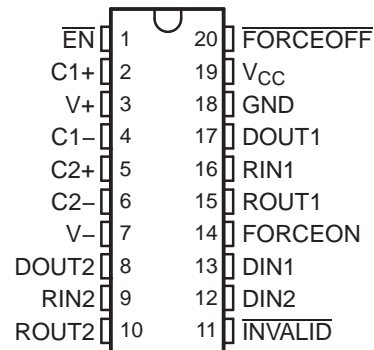 EN 1 20 FORCEOFF
C1+ 2 19 VCC
V+ 3 18 GND
C1− 4 17 DOUT1
C2+ 5 16 RIN1
C2− 6 15 ROUT1
V− 7 14 FORCEON
DOUT2 8 13 DIN1
RIN2 9 12 DIN2
ROUT2 10 11 INVALID